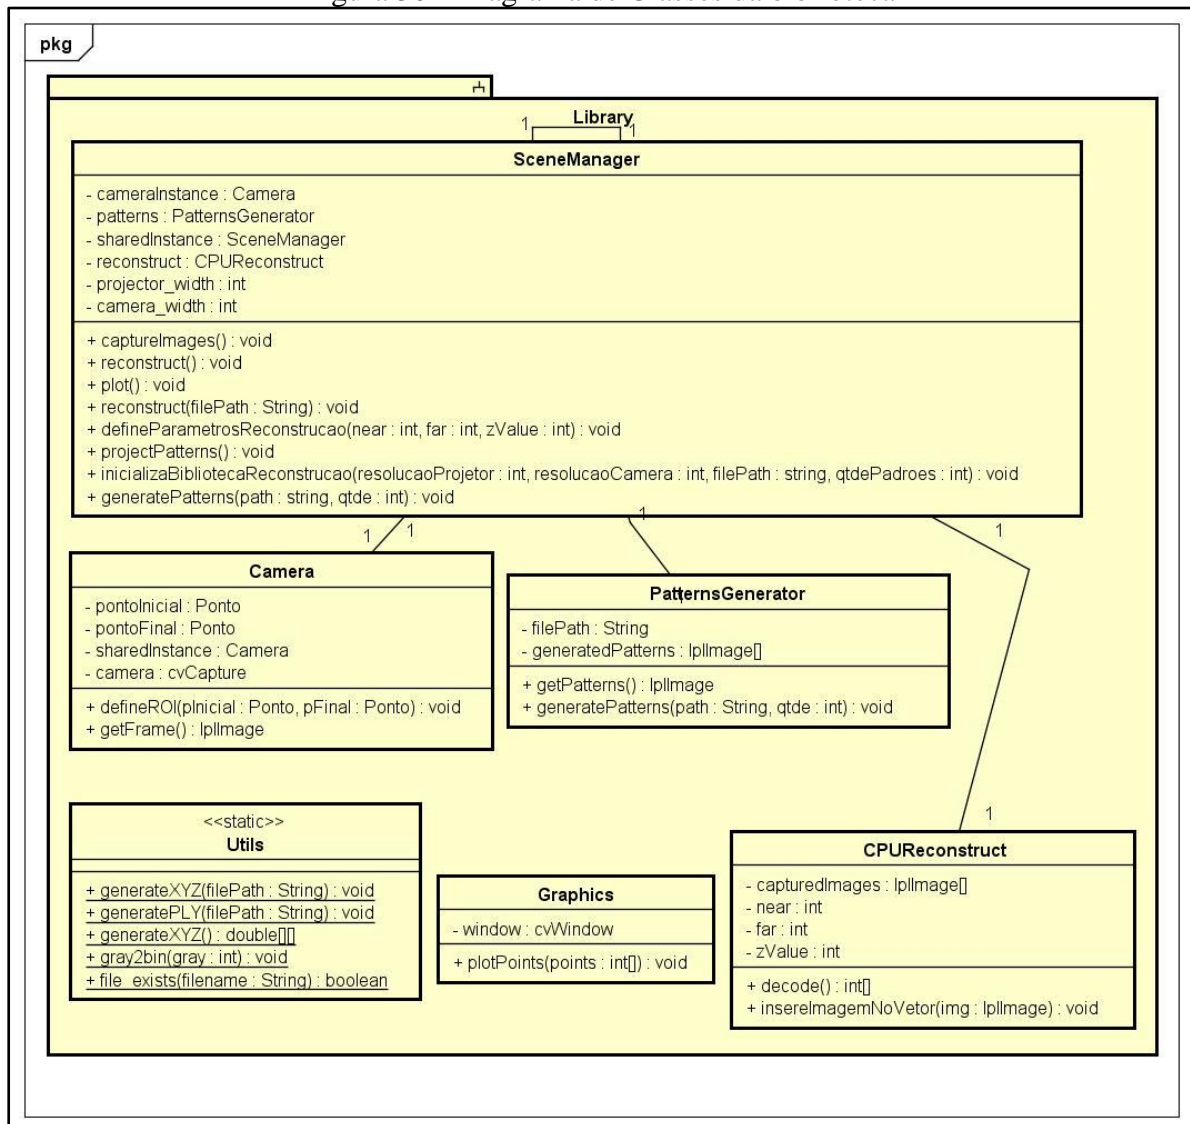 pkg
Library
1
1
SceneManager
- cameraInstance : Camera
- patterns : PatternsGenerator
- sharedInstance : SceneManager
- reconstruct : CPUReconstruct
- projector_width : int
- camera_width : int
+ captureImages() : void
+ reconstruct() : void
+ plot() : void
+ reconstruct(filePath : String) : void
+ defineParametrosReconstrucao(near : int, far : int, zValue : int) : void
+ projectPatterns() : void
+ inicializaBibliotecaReconstrucao(resolucaoProjetor : int, resolucaoCamera : int, filePath : string, qtdePadroes : int) : void
+ generatePatterns(path : string, qtde : int) : void
1
1
1
1
Camera
- pontoInicial : Ponto
- pontoFinal : Ponto
- sharedInstance : Camera
- camera : cvCapture
+ defineROI(pInicial : Ponto, pFinal : Ponto) : void
+ getFrame() : IplImage
PatternsGenerator
1
- filePath : String
- generatedPatterns : IplImage[]
+ getPatterns() : IplImage
+ generatePatterns(path : String, qtde : int) : void
<<static>>
Utils
+ generateXYZ(filePath : String) : void
+ generatePLY(filePath : String) : void
+ generateXYZ() : double[][]
+ gray2bin(gray : int) : void
+ file_exists(filename : String) : boolean
Graphics
- window : cvWindow
+ plotPoints(points : int[]) : void
1
CPUReconstruct
- capturedImages : IplImage[]
- near : int
- far : int
- zValue : int
+ decode() : int[]
+ insereImagemNoVetor(img : IplImage) : void